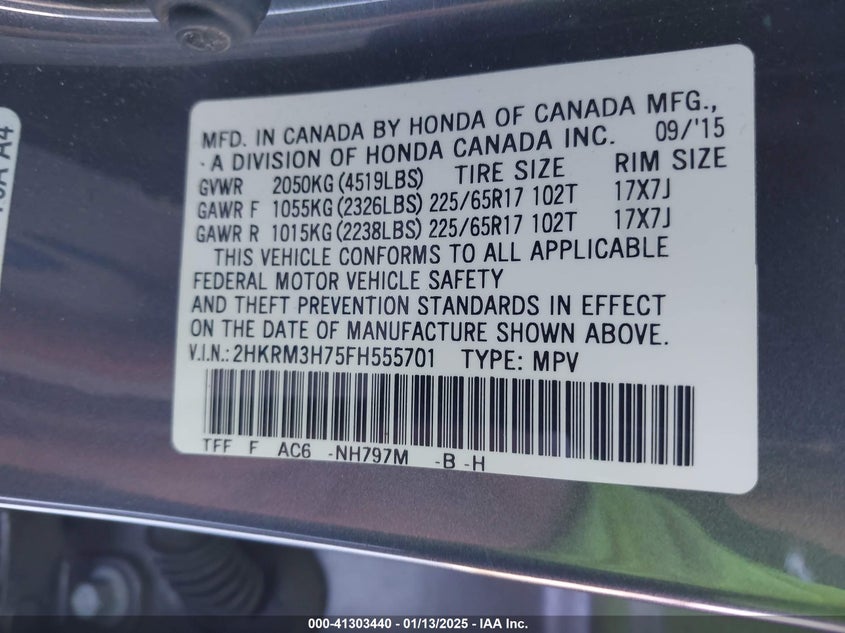 MFD. IN CANADA BY HONDA OF CANADA MFG.,
- A DIVISION OF HONDA CANADA INC. 09/'15
GVWR 2050KG (4519LBS) TIRE SIZE RIM SIZE
GAWR F 1055KG (2326LBS) 225/65R17 102T 17X7J
GAWR R 1015KG (2238LBS) 225/65R17 102T 17X7J
THIS VEHICLE CONFORMS TO ALL APPLICABLE
FEDERAL MOTOR VEHICLE SAFETY
AND THEFT PREVENTION STANDARDS IN EFFECT
ON THE DATE OF MANUFACTURE SHOWN ABOVE.
V.I.N.: 2HKRM3H75FH555701 TYPE: MPV
TFF F AC6 -NH797M -B -H
000-41303440 - 01/13/2025 - IAA Inc.